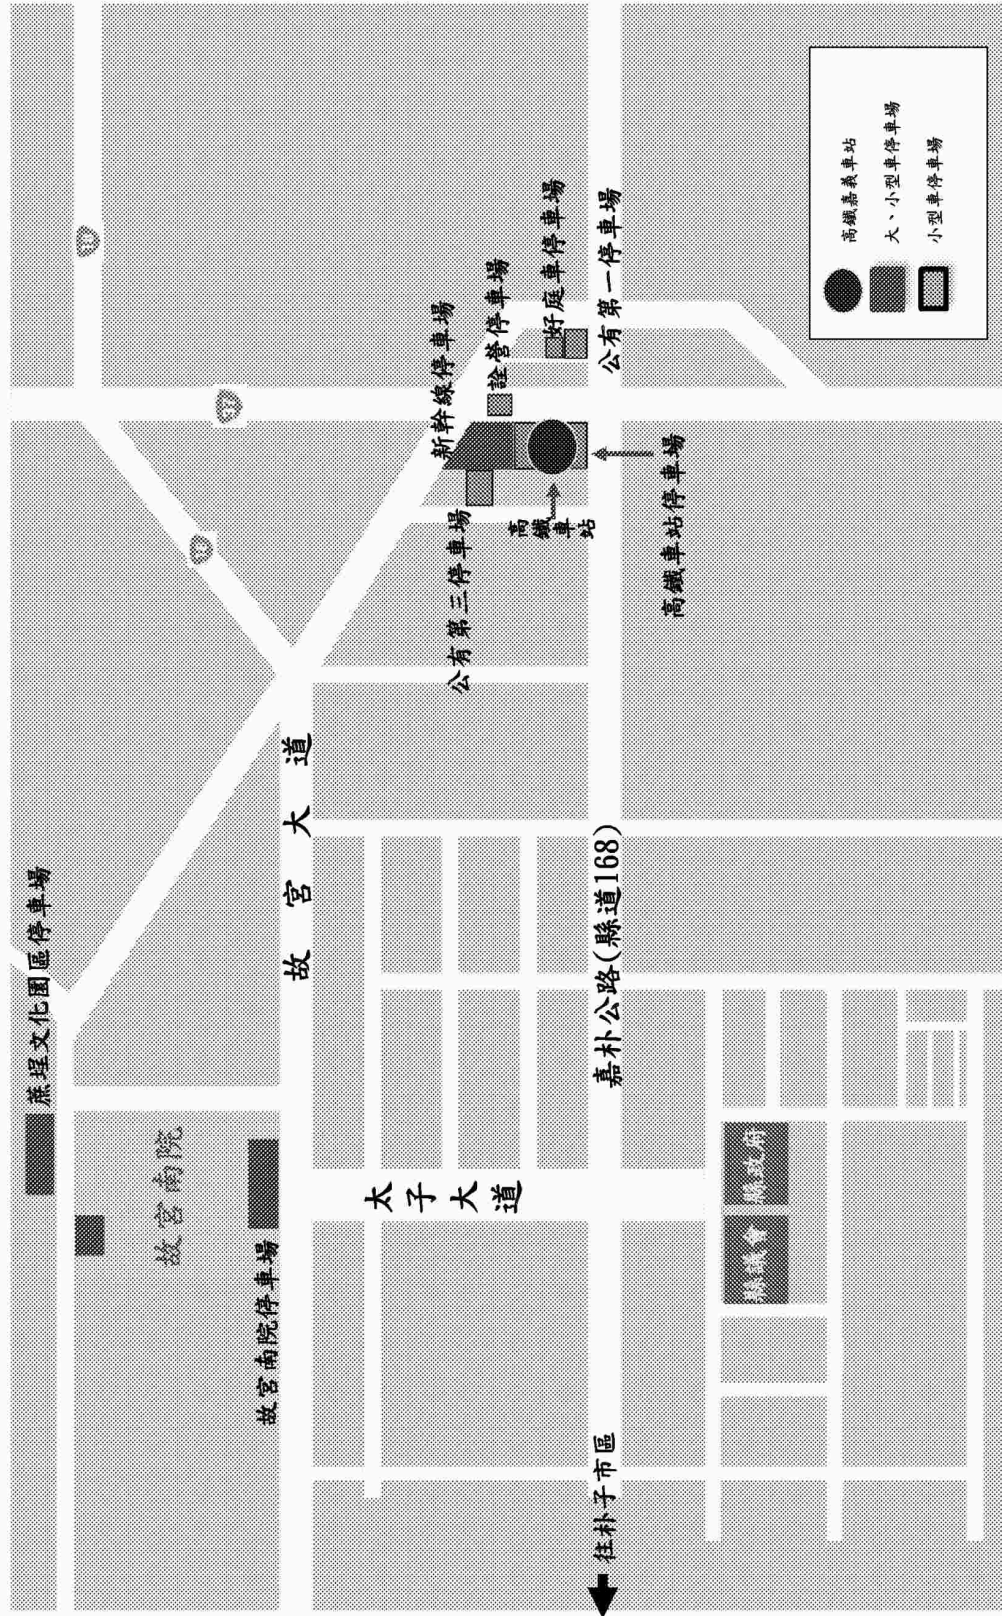 蔗埕文化園區停車場
故宮南院
故宮南院停車場
故宮大道
太子大道
嘉朴公路(縣道168)
往朴子市區
縣議會
縣政府
37
新幹線停車場
詮營停車場
好庭車停車場
公有第一停車場
公有第三停車場
高鐵
車站
高鐵車站停車場
高鐵嘉義車站
大、小型車停車場
小型車停車場